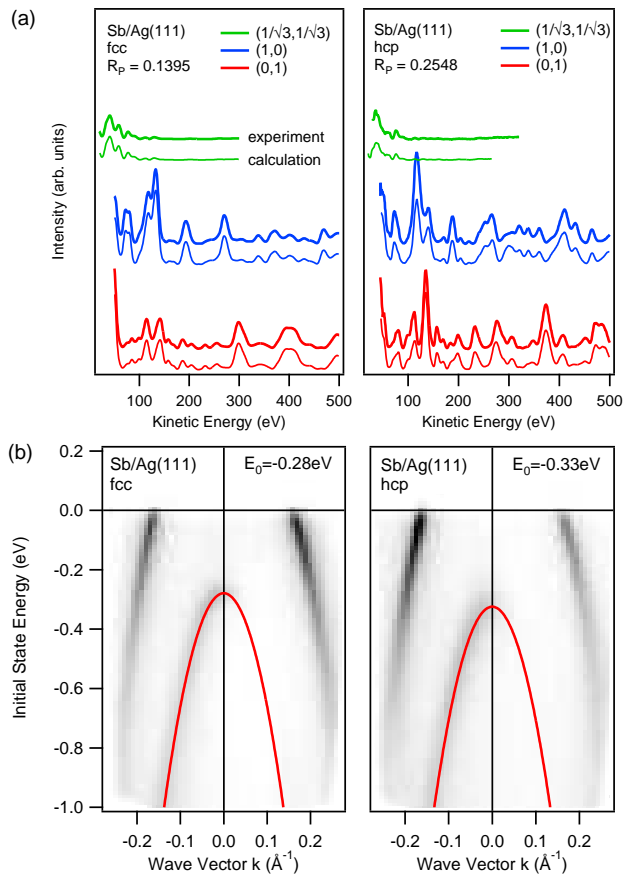 (a)
Sb/Ag(111)
fcc
R_P = 0.1395
(1/√3,1/√3)
(1,0)
(0,1)
experiment
calculation
Sb/Ag(111)
hcp
R_P = 0.2548
(1/√3,1/√3)
(1,0)
(0,1)
Intensity (arb. units)
100 200 300 400 500
Kinetic Energy (eV)
100 200 300 400 500
Kinetic Energy (eV)
(b)
0.2
0.0
-0.2
-0.4
-0.6
-0.8
-1.0
Initial State Energy (eV)
Sb/Ag(111)
fcc
E₀=-0.28eV
Sb/Ag(111)
hcp
E₀=-0.33eV
-0.2 -0.1 0.0 0.1 0.2
Wave Vector k (Å⁻¹)
-0.2 -0.1 0.0 0.1 0.2
Wave Vector k (Å⁻¹)